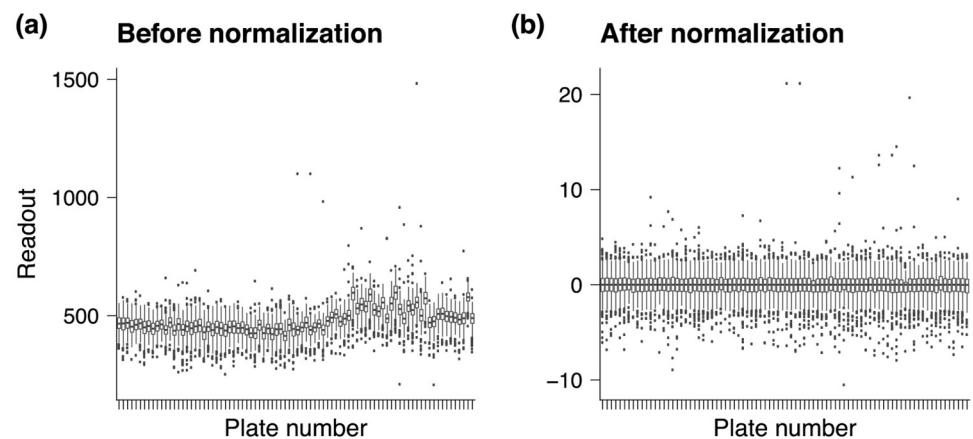 (a) Before normalization
1500
1000
500
Readout
Plate number
(b) After normalization
20
10
0
−10
Plate number